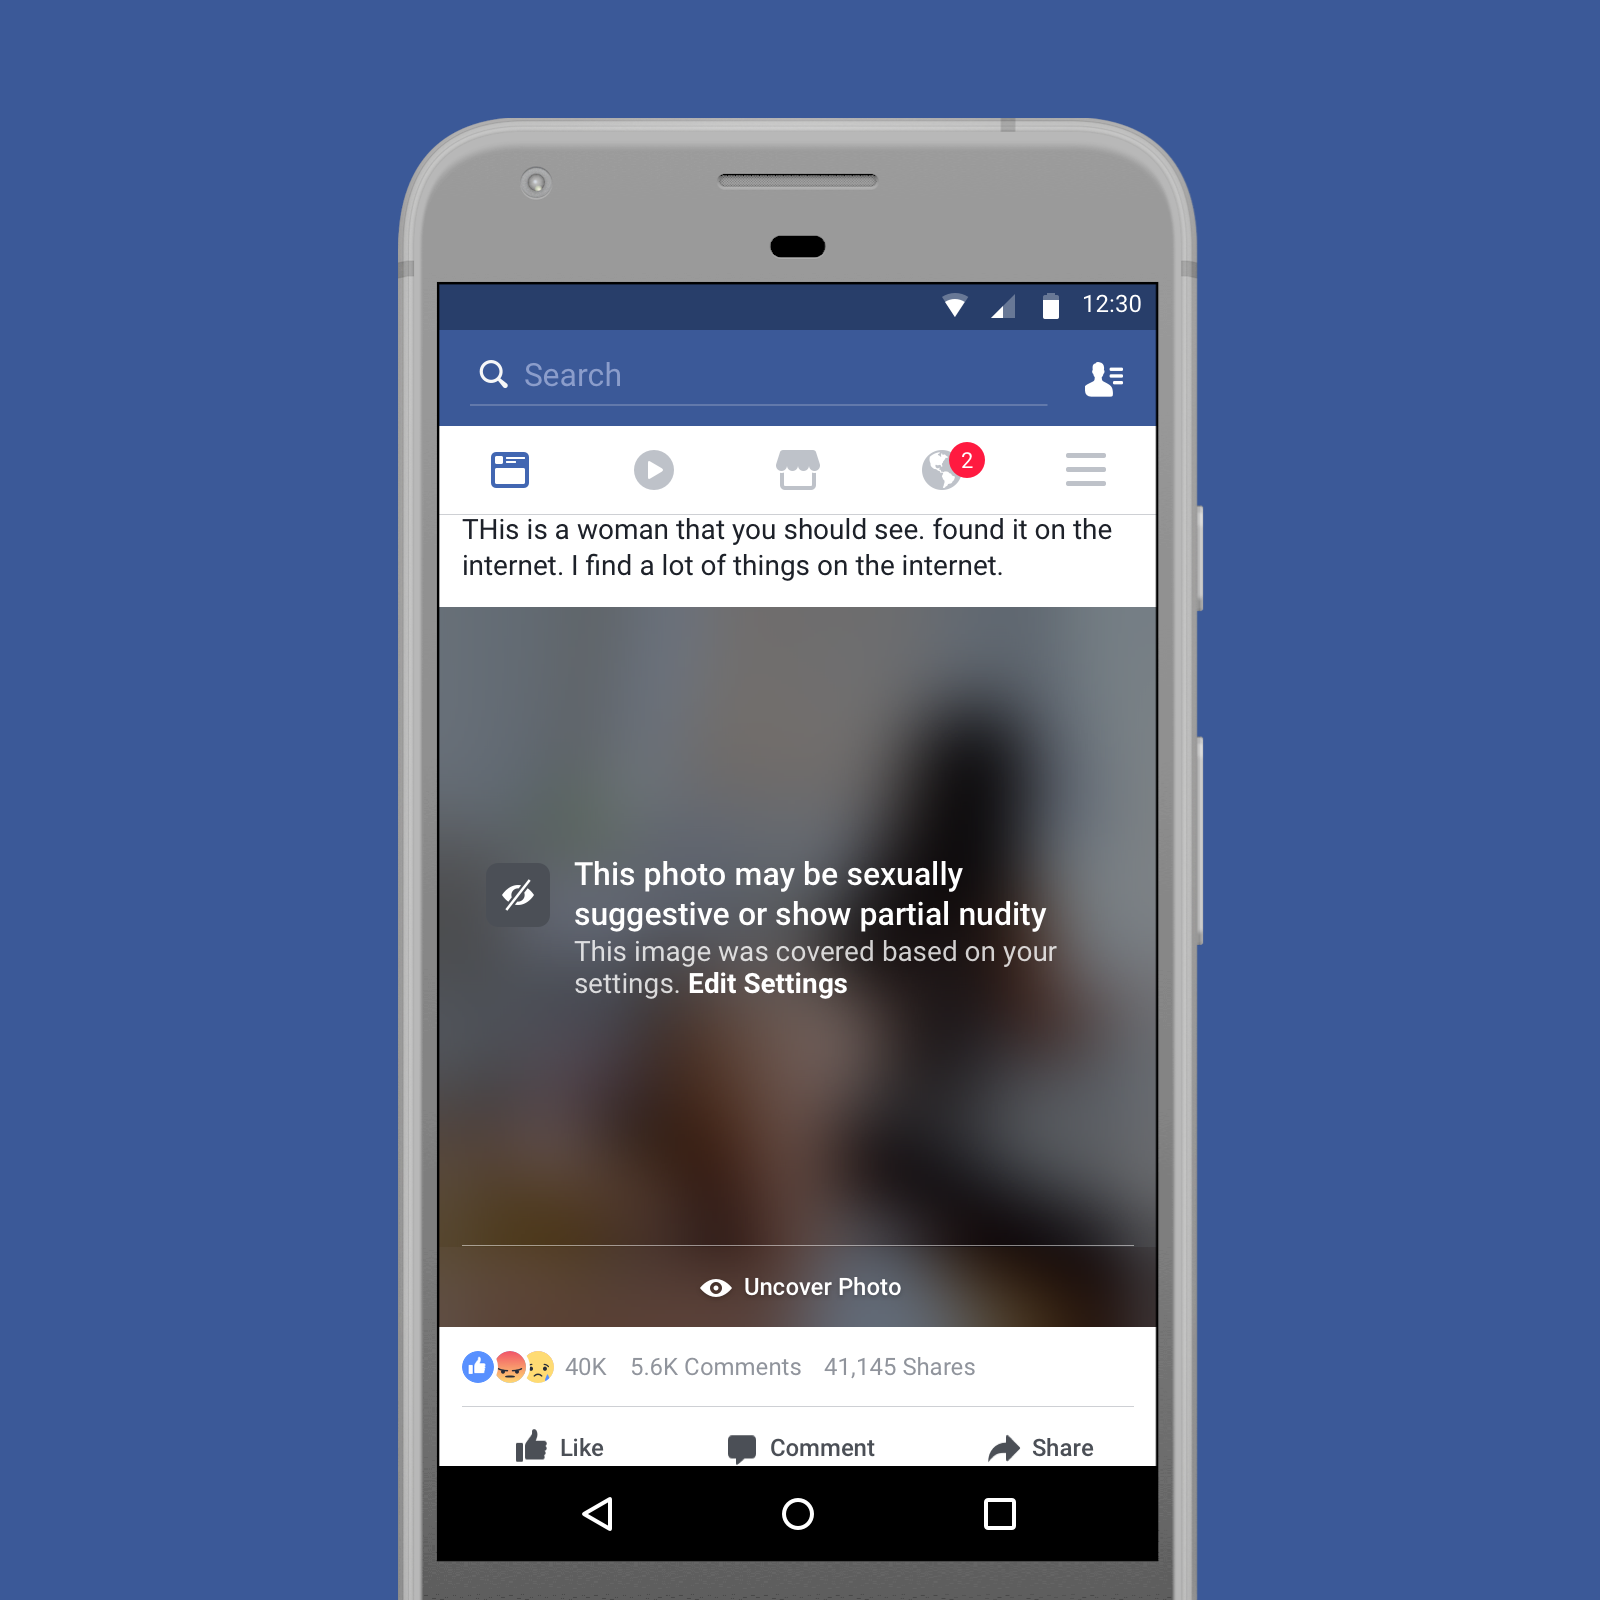 12:30
Search
2
THis is a woman that you should see. found it on the
internet. I find a lot of things on the internet.
This photo may be sexually
suggestive or show partial nudity
This image was covered based on your
settings. Edit Settings
Uncover Photo
40K 5.6K Comments 41,145 Shares
Like Comment Share